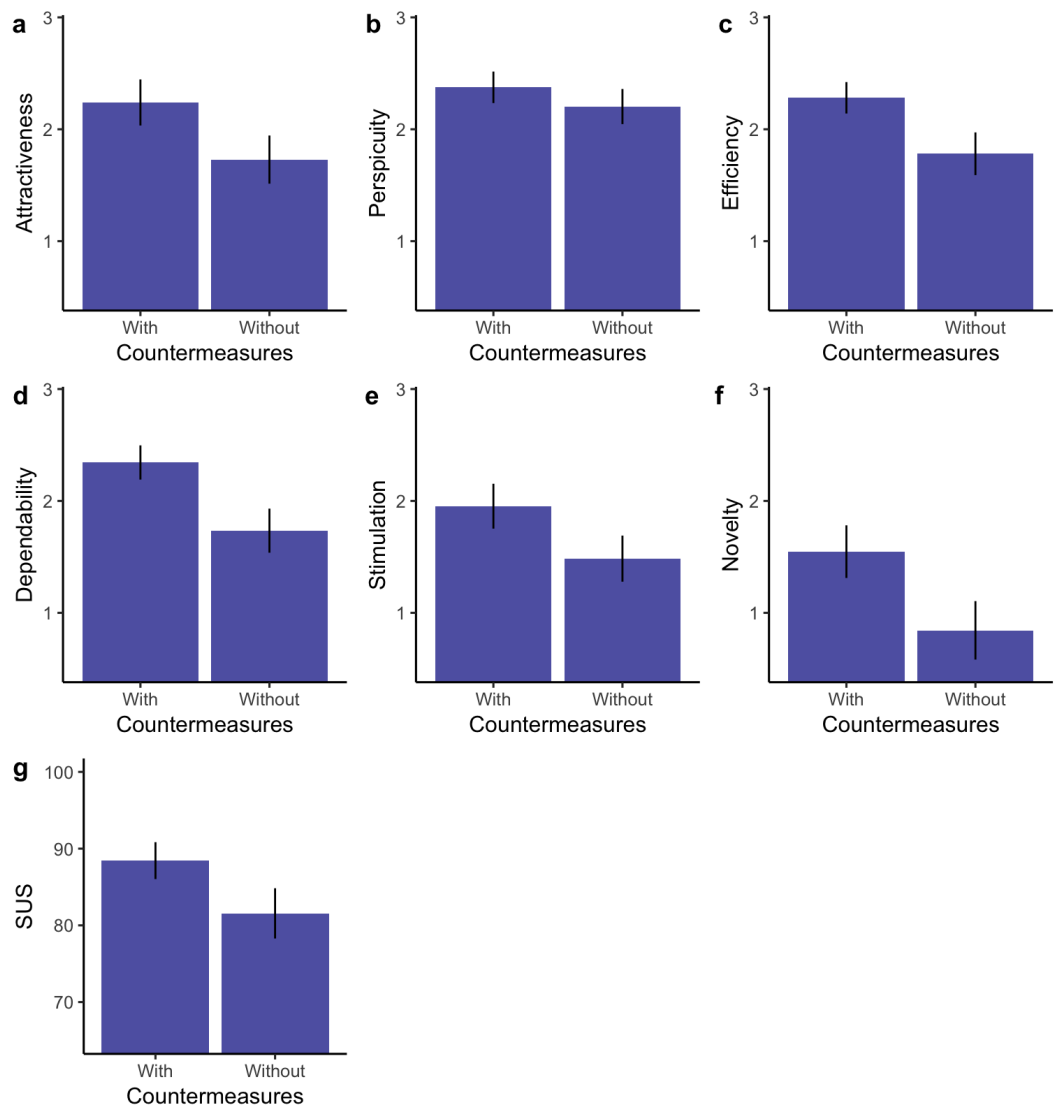 a
3
2
1
Attractiveness
With Without
Countermeasures
b
3
2
1
Perspicuity
With Without
Countermeasures
c
3
2
1
Efficiency
With Without
Countermeasures
d
3
2
1
Dependability
With Without
Countermeasures
e
3
2
1
Stimulation
With Without
Countermeasures
f
3
2
1
Novelty
With Without
Countermeasures
g
100
90
80
70
SUS
With Without
Countermeasures